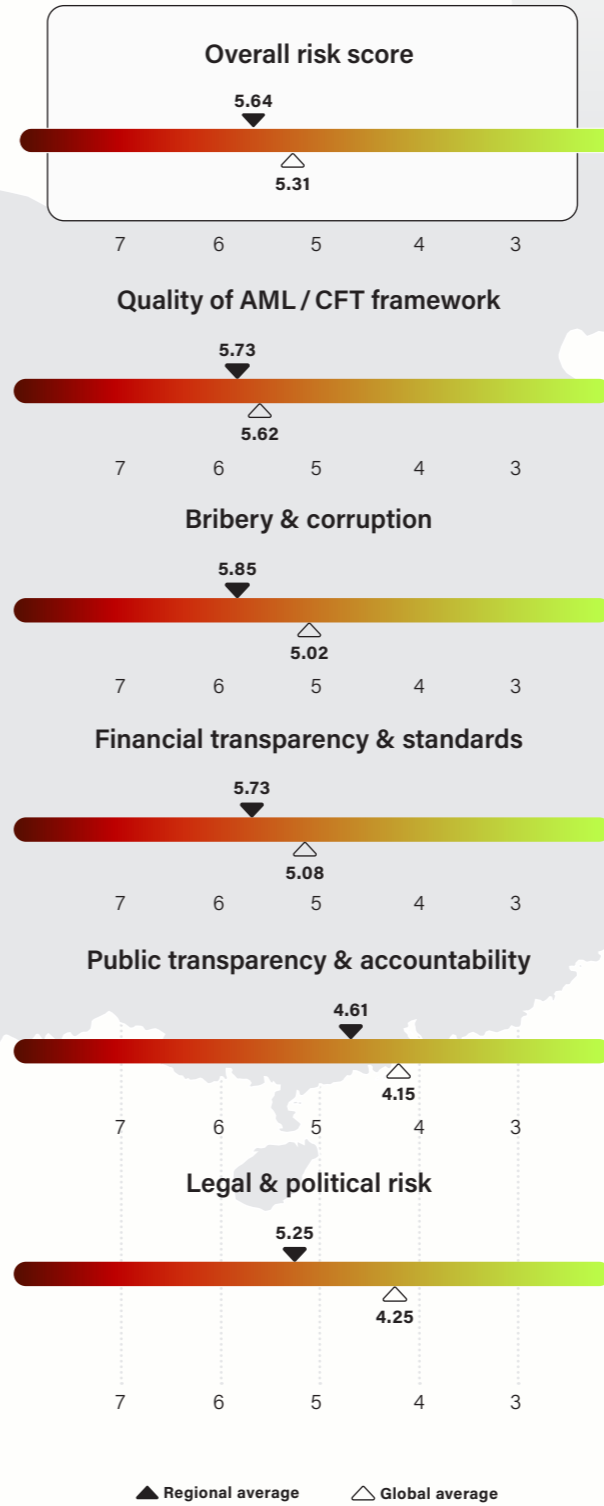 Overall risk score
5.64
5.31
7 6 5 4 3
Quality of AML / CFT framework
5.73
5.62
7 6 5 4 3
Bribery & corruption
5.85
5.02
7 6 5 4 3
Financial transparency & standards
5.73
5.08
7 6 5 4 3
Public transparency & accountability
4.61
4.15
7 6 5 4 3
Legal & political risk
5.25
4.25
7 6 5 4 3
Regional average Global average